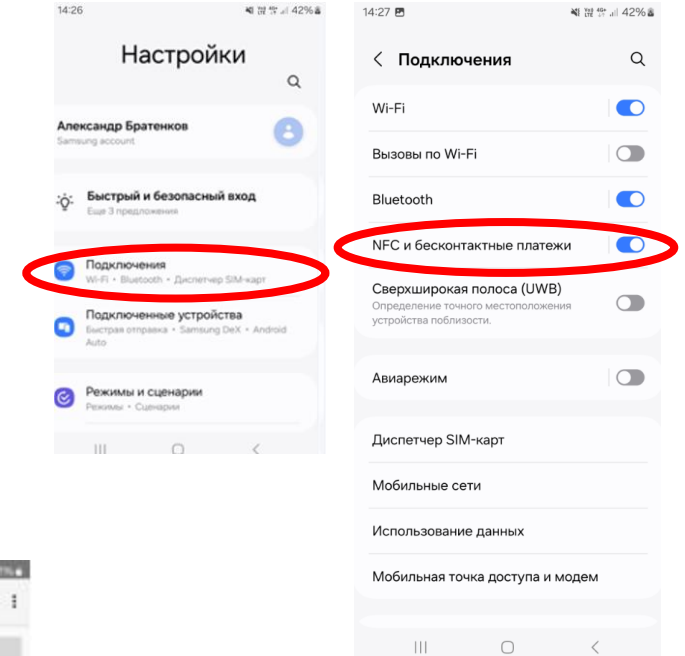 14:26
42%
Настройки
Александр Братенков
Samsung account
Быстрый и безопасный вход
Еще 3 предложения
Подключения
Wi-Fi • Bluetooth • Диспетчер SIM-карт
Подключенные устройства
Быстрая отправка • Samsung DeX • Android
Auto
Режимы и сценарии
Режимы • Сценарии
14:27
42%
Подключения
Wi-Fi
Вызовы по Wi-Fi
Bluetooth
NFC и бесконтактные платежи
Сверхширокая полоса (UWB)
Определение точного местоположения
устройства поблизости.
Авиарежим
Диспетчер SIM-карт
Мобильные сети
Использование данных
Мобильная точка доступа и модем